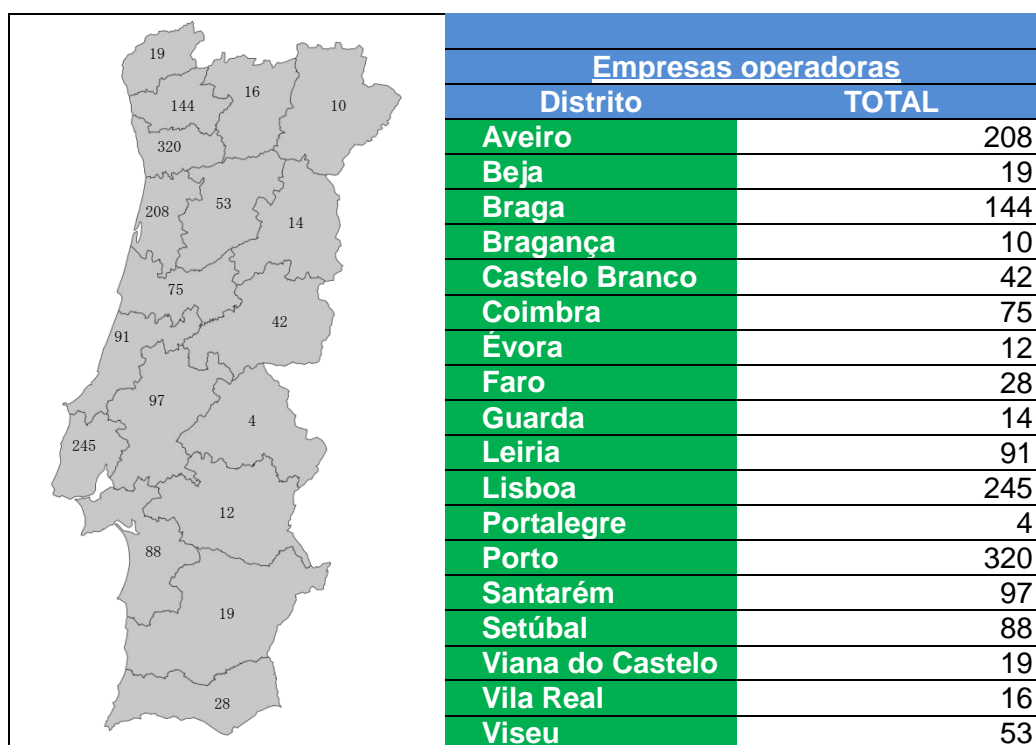 19
16
144
10
320
53
208
14
75
42
91
97
4
245
12
88
19
28
Empresas operadoras
Distrito TOTAL
Aveiro 208
Beja 19
Braga 144
Bragança 10
Castelo Branco 42
Coimbra 75
Évora 12
Faro 28
Guarda 14
Leiria 91
Lisboa 245
Portalegre 4
Porto 320
Santarém 97
Setúbal 88
Viana do Castelo 19
Vila Real 16
Viseu 53